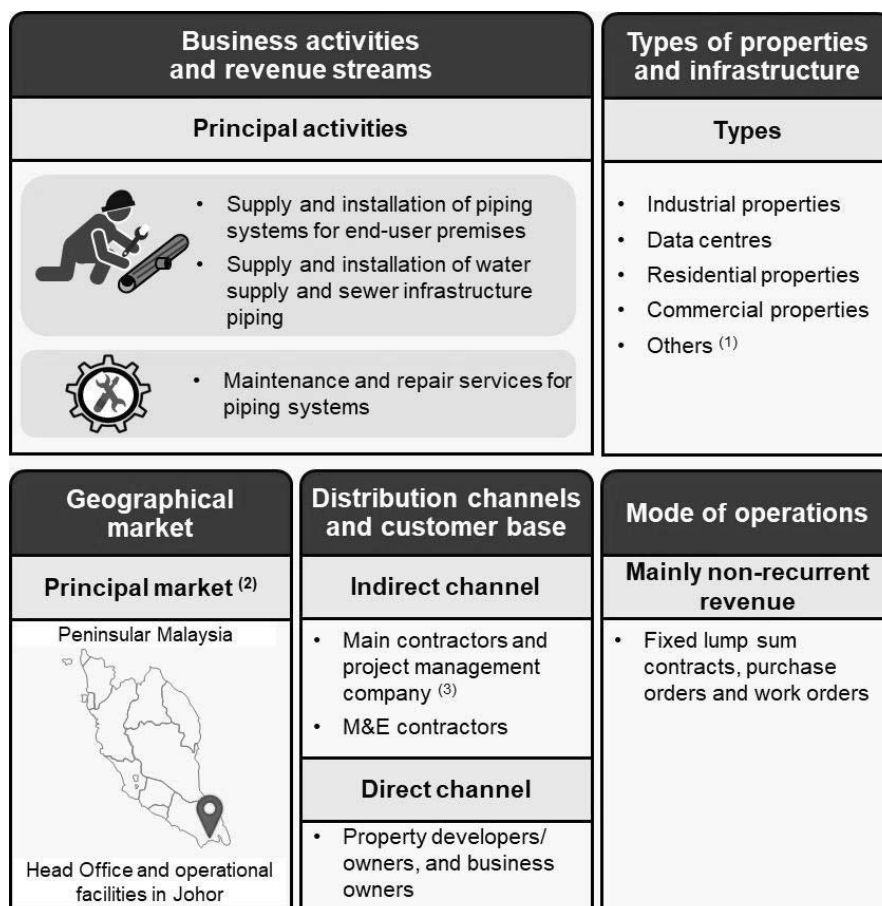 Business activities
and revenue streams
Principal activities
• Supply and installation of piping
systems for end-user premises
• Supply and installation of water
supply and sewer infrastructure
piping
• Maintenance and repair services for
piping systems
Types of properties
and infrastructure
Types
• Industrial properties
• Data centres
• Residential properties
• Commercial properties
• Others (1)
Geographical
market
Principal market (2)
Peninsular Malaysia
Head Office and operational
facilities in Johor
Distribution channels
and customer base
Indirect channel
• Main contractors and
project management
company (3)
• M&E contractors
Direct channel
• Property developers/
owners, and business
owners
Mode of operations
Mainly non-recurrent
revenue
• Fixed lump sum
contracts, purchase
orders and work orders